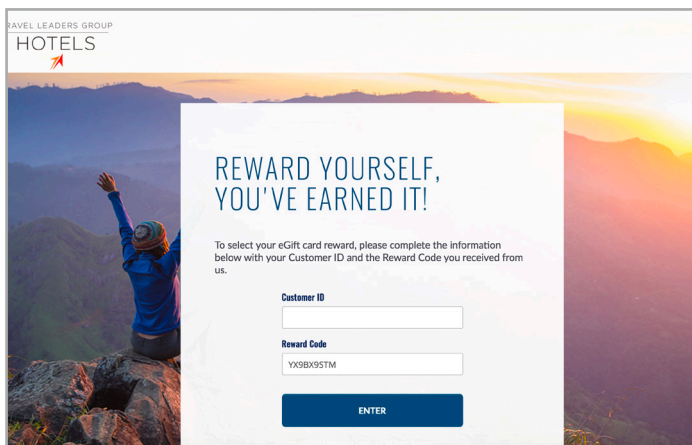 RAVEL LEADERS GROUP
HOTELS
REWARD YOURSELF,
YOU'VE EARNED IT!
To select your eGift card reward, please complete the information
below with your Customer ID and the Reward Code you received from
us.
Customer ID
Reward Code
YX9BX9STM
ENTER